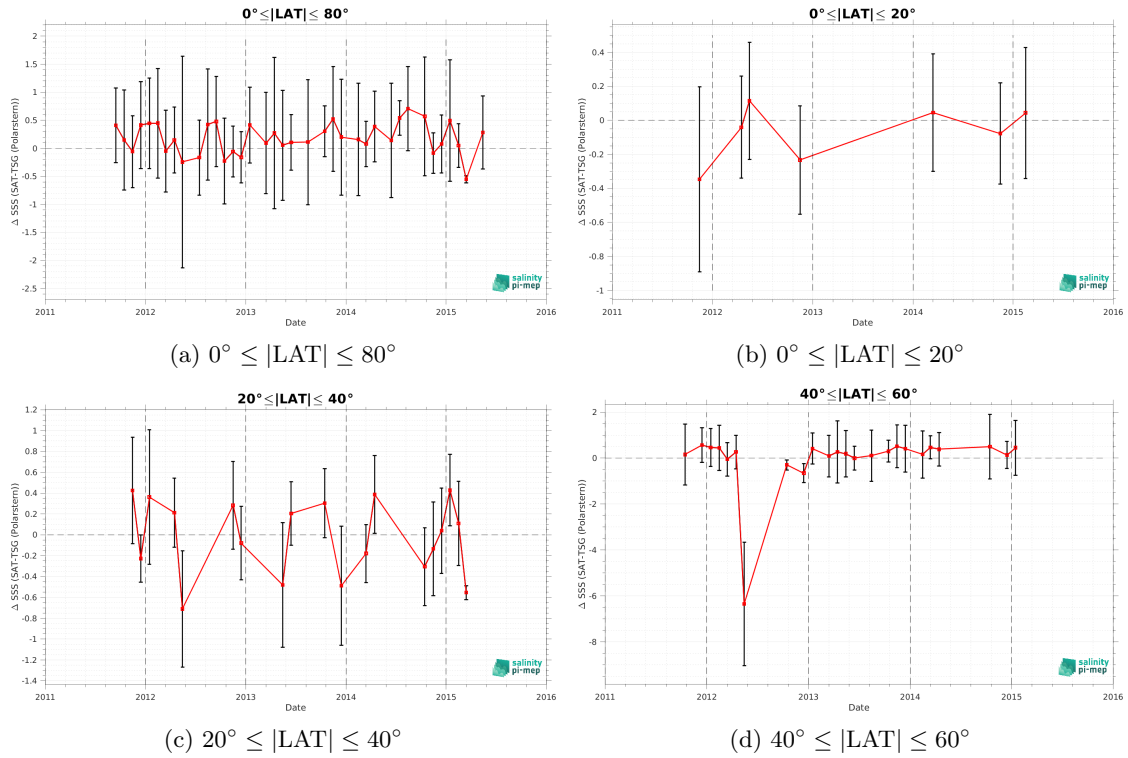 0°≤|LAT|≤ 80°
Δ SSS (SAT-TSG (Polarstern))
2
1.5
1
0.5
0
-0.5
-1
-1.5
-2
-2.5
2011 2012 2013 2014 2015 2016
Date
salinity
pi-mep
(a) 0° ≤ |LAT| ≤ 80°
0°≤|LAT|≤ 20°
Δ SSS (SAT-TSG (Polarstern))
0.4
0.2
0
-0.2
-0.4
-0.6
-0.8
-1
2012 2013 2014 2015 2016
Date
salinity
pi-mep
(b) 0° ≤ |LAT| ≤ 20°
20°≤|LAT|≤ 40°
Δ SSS (SAT-TSG (Polarstern))
1.2
1
0.8
0.6
0.4
0.2
0
-0.2
-0.4
-0.6
-0.8
-1
-1.2
-1.4
2011 2012 2013 2014 2015 2016
Date
salinity
pi-mep
(c) 20° ≤ |LAT| ≤ 40°
40°≤|LAT|≤ 60°
Δ SSS (SAT-TSG (Polarstern))
2
0
-2
-4
-6
-8
2011 2012 2013 2014 2015 2016
Date
salinity
pi-mep
(d) 40° ≤ |LAT| ≤ 60°